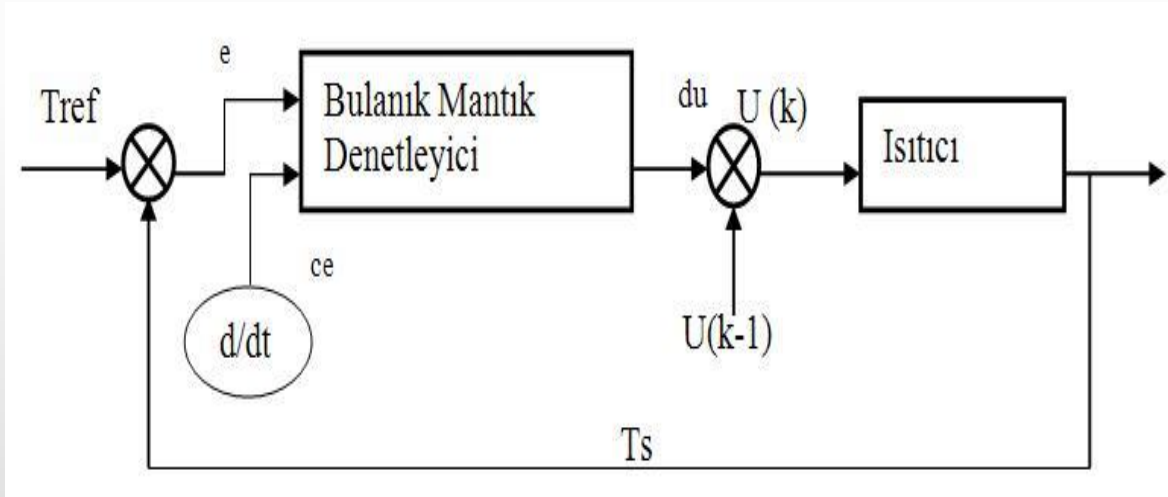 e
Tref
Bulanık Mantık
Denetleyici
du
U (k)
Isıtıcı
ce
d/dt
U(k-1)
Ts